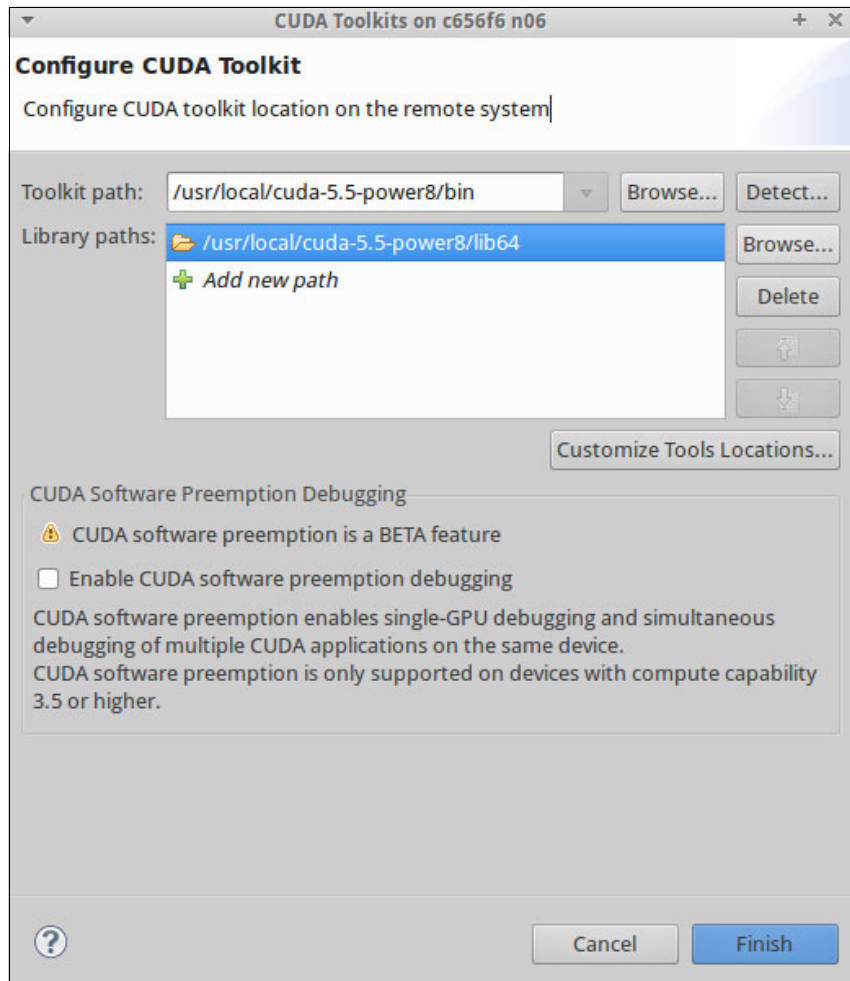 CUDA Toolkits on c656f6 n06
Configure CUDA Toolkit
Configure CUDA toolkit location on the remote system
Toolkit path: /usr/local/cuda-5.5-power8/bin Browse... Detect...
Library paths: /usr/local/cuda-5.5-power8/lib64 Browse...
Add new path
Delete
Customize Tools Locations...
CUDA Software Preemption Debugging
CUDA software preemption is a BETA feature
Enable CUDA software preemption debugging
CUDA software preemption enables single-GPU debugging and simultaneous
debugging of multiple CUDA applications on the same device.
CUDA software preemption is only supported on devices with compute capability
3.5 or higher.
? Cancel Finish